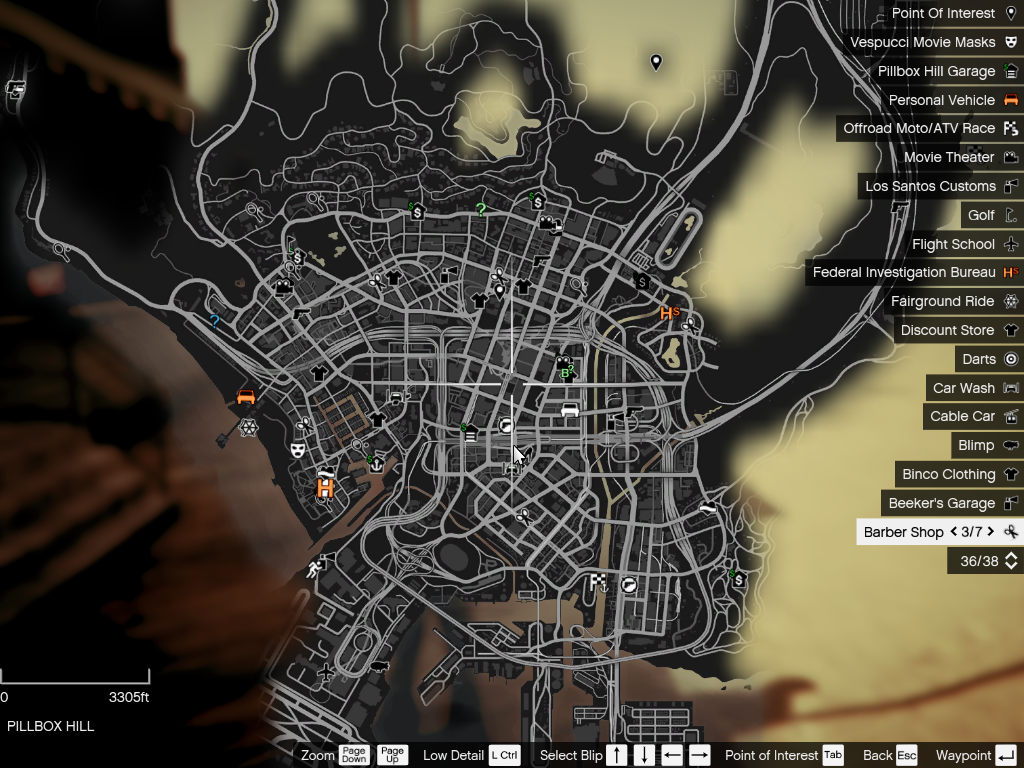 Point Of Interest
Vespucci Movie Masks
Pillbox Hill Garage
Personal Vehicle
Offroad Moto/ATV Race
Movie Theater
Los Santos Customs
Golf
Flight School
Federal Investigation Bureau HS
Fairground Ride
Discount Store
Darts
Car Wash
Cable Car
Blimp
Binco Clothing
Beeker's Garage
Barber Shop < 3/7 >
36/38
$
?
$
$
$
HS
?
B?
H
$
0 3305ft
PILLBOX HILL
Zoom Page Down Page Up Low Detail L Ctrl Select Blip ↑ ↓ ← → Point of Interest Tab Back Esc Waypoint